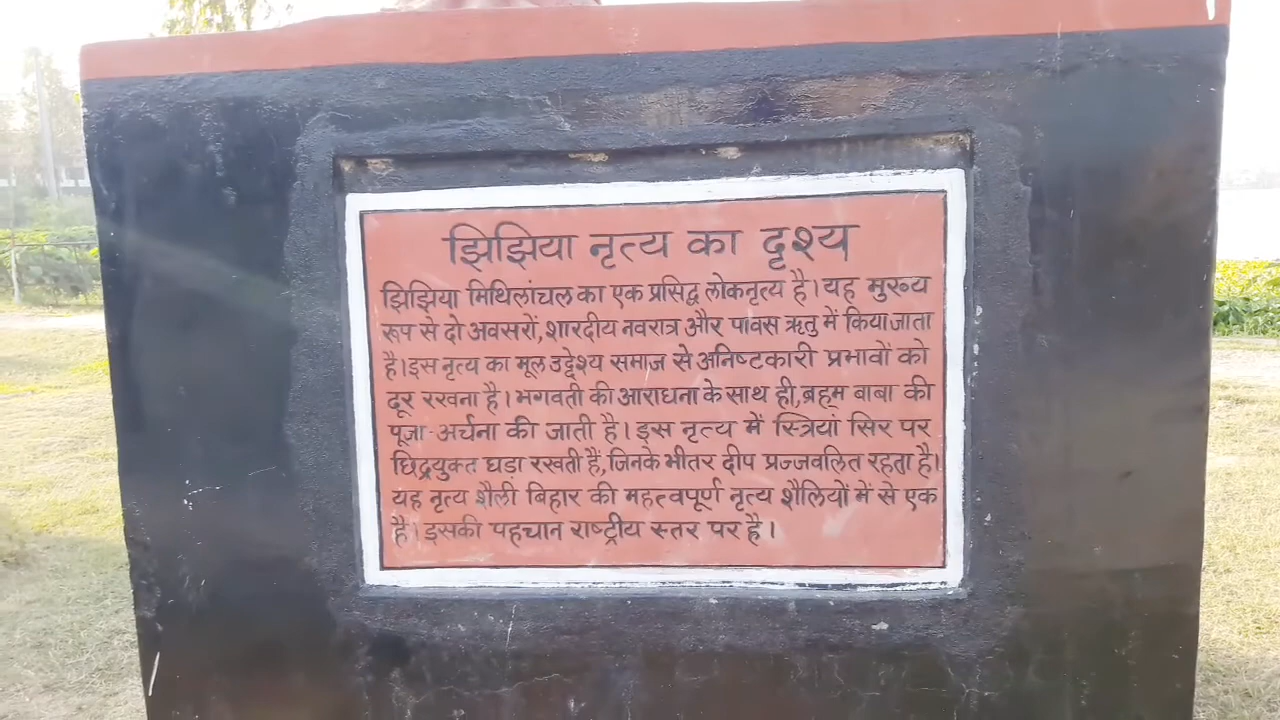 झिझिया नृत्य का दृश्य
झिझिया मिथिलांचल का एक प्रसिद्ध लोकनृत्य है। यह मुख्य
रूप से दो अवसरों, शारदीय नवरात्र और पावस ऋतु में किया जाता
है। इस नृत्य का मूल उद्देश्य समाज से अनिष्टकारी प्रभावों को
दूर रखना है। भगवती की आराधना के साथ ही, ब्रहम बाबा की
पूजा-अर्चना की जाती है। इस नृत्य में स्त्रियां सिर पर
छिद्रयुक्त घड़ा रखती हैं, जिनके भीतर दीप प्रज्जवलित रहता है।
यह नृत्य शैली बिहार की महत्वपूर्ण नृत्य शैलियों में से एक
है। इसकी पहचान राष्ट्रीय स्तर पर है।